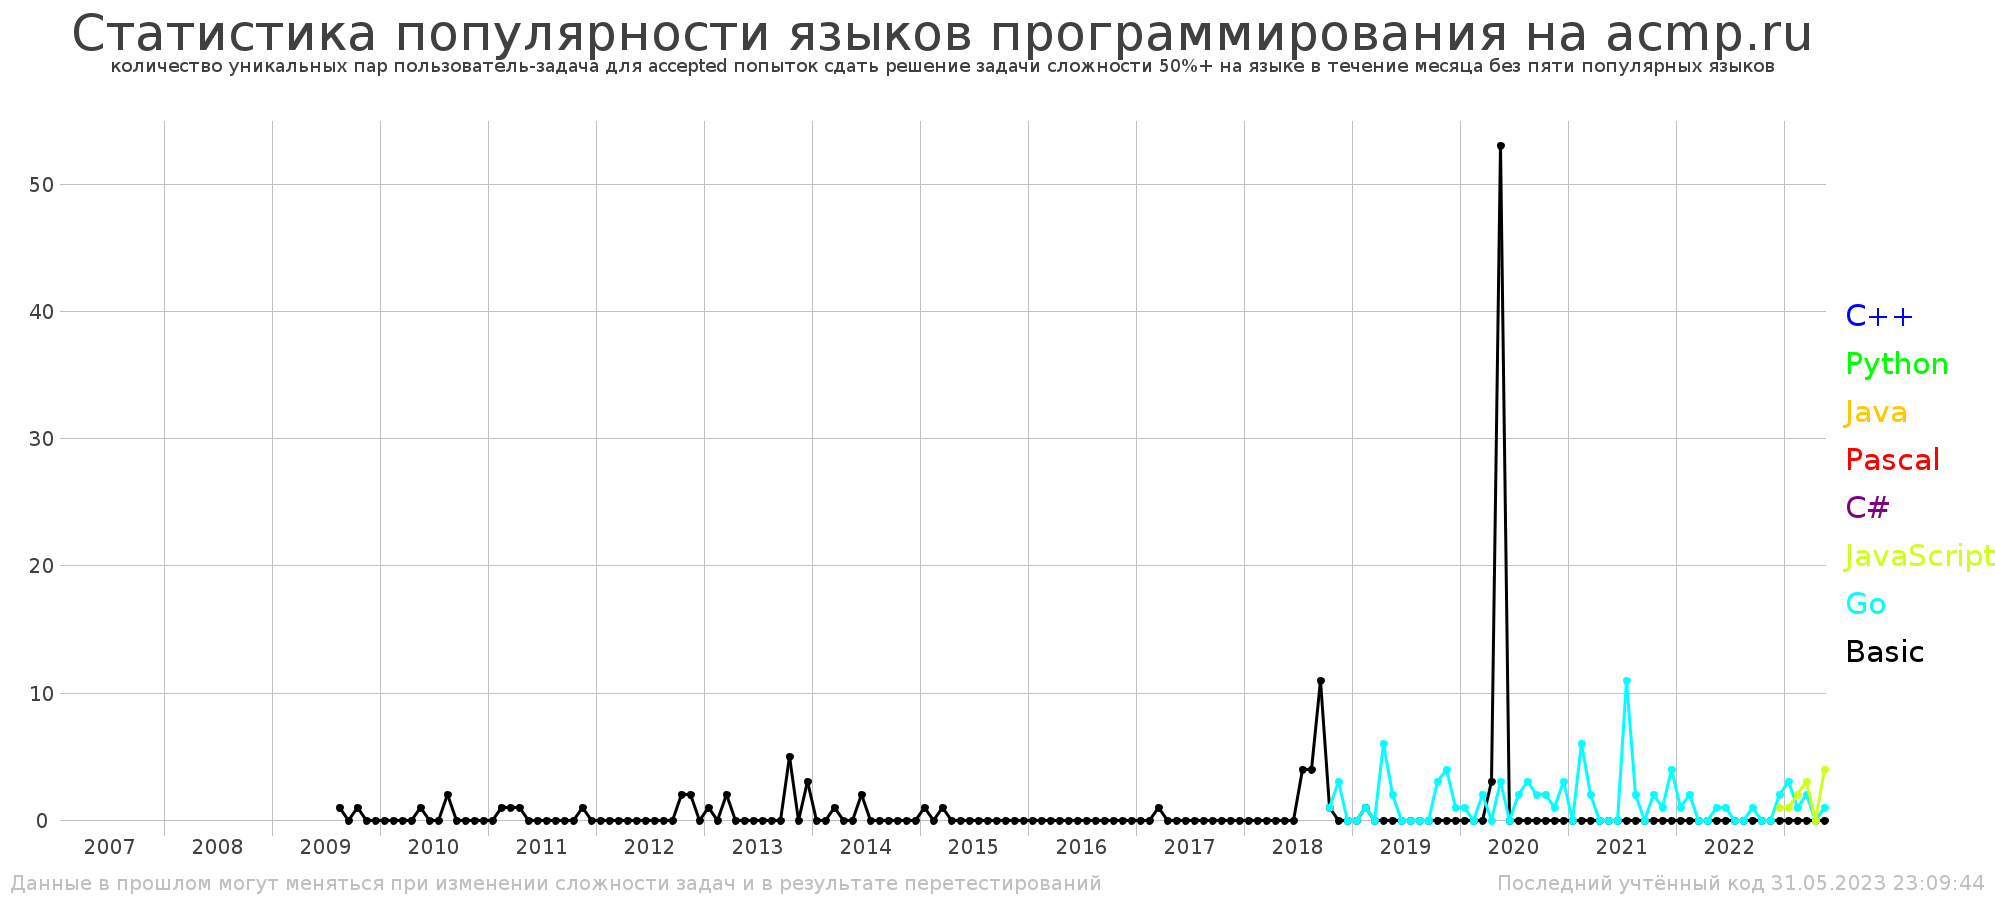 Статистика популярности языков программирования на acmp.ru
количество уникальных пар пользователь-задача для accepted попыток сдать решение задачи сложности 50%+ на языке в течение месяца без пяти популярных языков
50
40
30
20
10
0
C++
Python
Java
Pascal
C#
JavaScript
Go
Basic
2007 2008 2009 2010 2011 2012 2013 2014 2015 2016 2017 2018 2019 2020 2021 2022
Данные в прошлом могут меняться при изменении сложности задач и в результате перетестирований
Последний учтённый код 31.05.2023 23:09:44